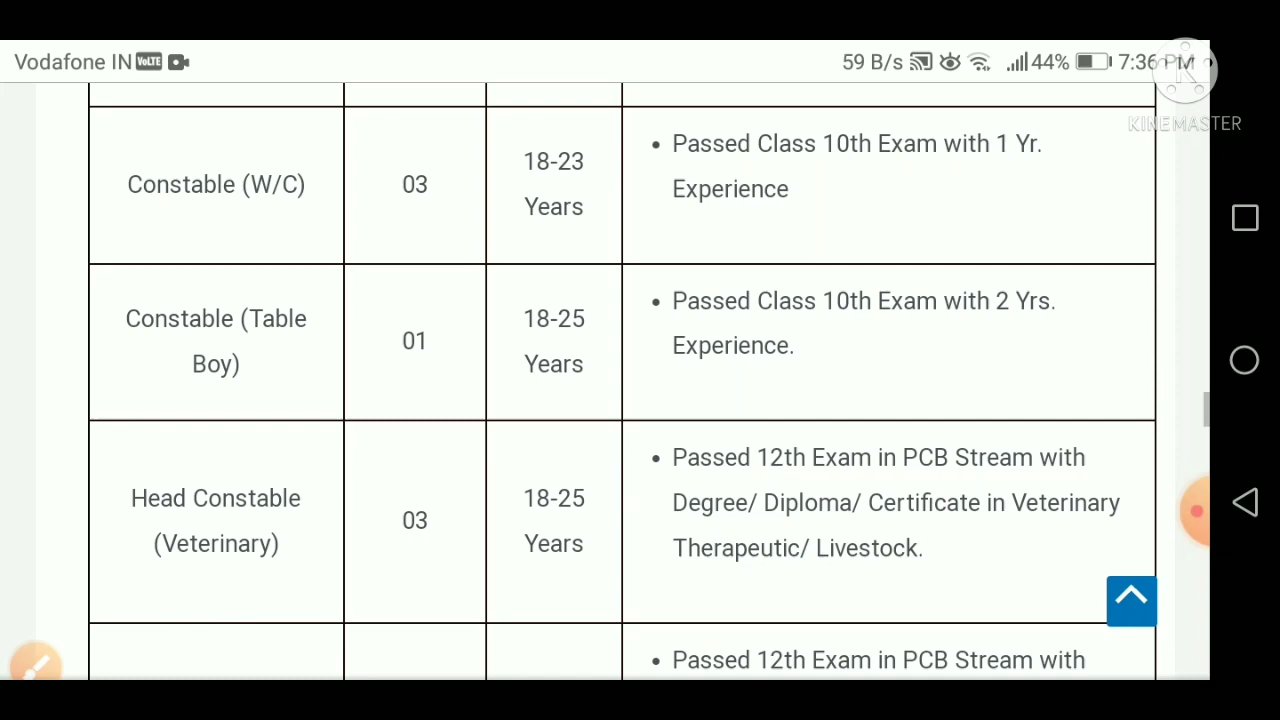 Vodafone IN VoLTE 59 B/s 44% 7:36 PM
KINEMASTER
Constable (W/C) 03 18-23 Years Passed Class 10th Exam with 1 Yr.
Experience
Constable (Table Boy) 01 18-25 Years Passed Class 10th Exam with 2 Yrs.
Experience.
Head Constable (Veterinary) 03 18-25 Years Passed 12th Exam in PCB Stream with
Degree/ Diploma/ Certificate in Veterinary
Therapeutic/ Livestock.
Passed 12th Exam in PCB Stream with